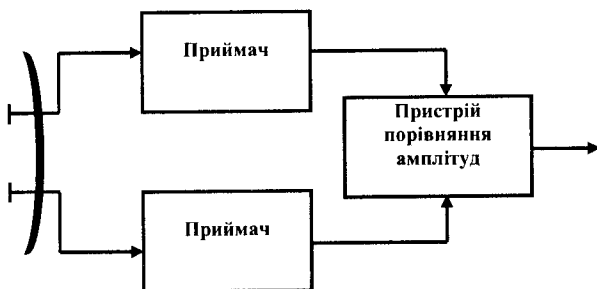 Приймач
Пристрій
порівняння
амплітуд
Приймач